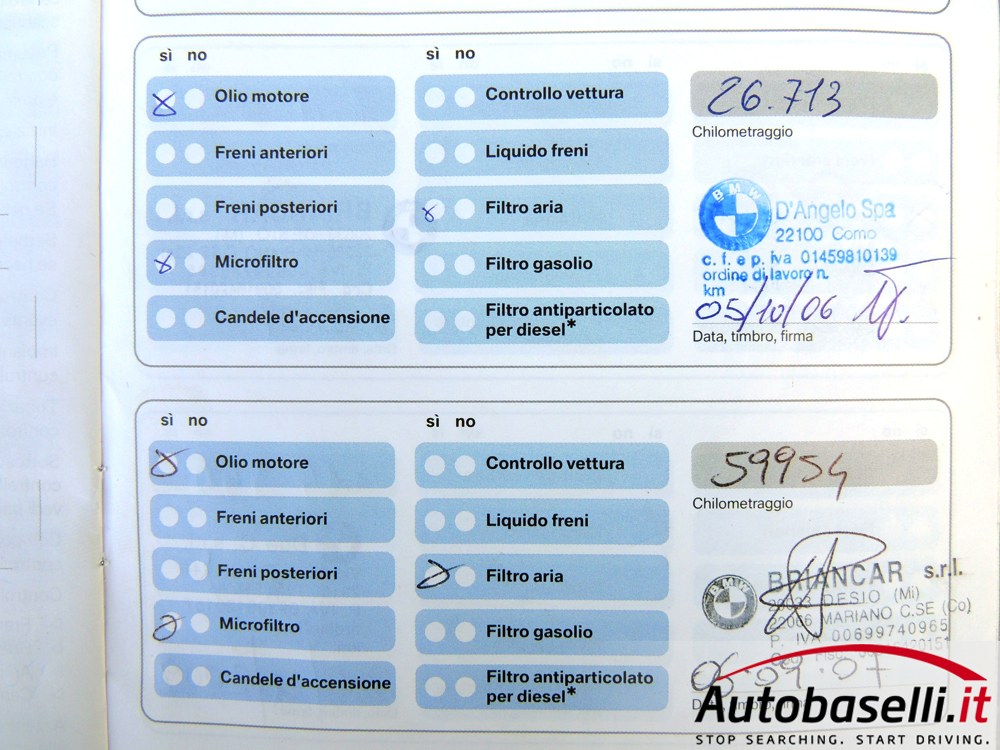 sì no sì no
Olio motore Controllo vettura 26.713
Chilometraggio
Freni anteriori Liquido freni
Freni posteriori Filtro aria
BMW D'Angelo Spa
22100 Como
Microfiltro Filtro gasolio
c. f. e p. iva 01459810139
ordine di lavoro n.
km
Candele d'accensione Filtro antiparticolato
per diesel*
05/10/06
Data, timbro, firma
sì no sì no
Olio motore Controllo vettura 59954
Chilometraggio
Freni anteriori Liquido freni
Freni posteriori Filtro aria
BMW BRIANCAR s.r.l.
DESIO (Mi)
22066 MARIANO C.SE (Co)
P. IVA 00699740965
Microfiltro Filtro gasolio
Candele d'accensione Filtro antiparticolato
per diesel*
Autobaselli.it
STOP SEARCHING. START DRIVING.